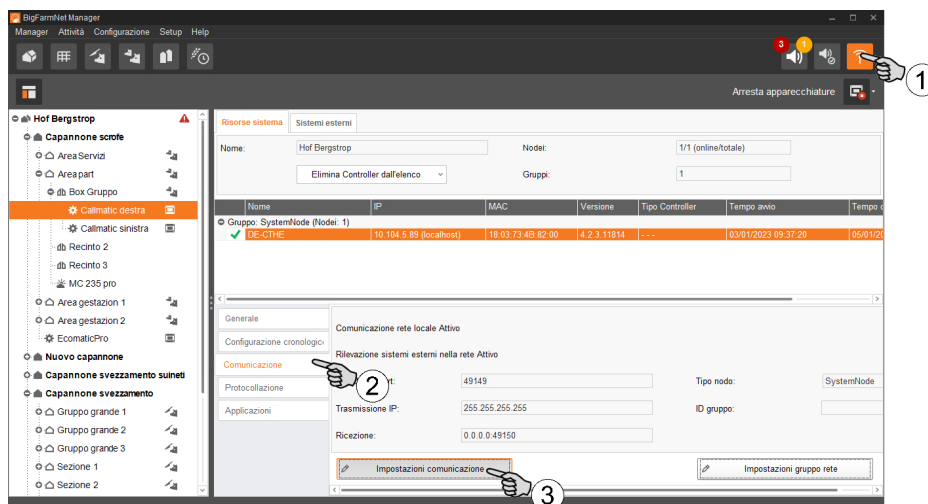 BigFarmNet Manager
Manager Attività Configurazione Setup Help
3 1
1
Arresta apparecchiature
Hof Bergstrop
Capannone scrofe
Area Servizi
Area part
Box Gruppo
Callmatic destra
Callmatic sinistra
Recinto 2
Recinto 3
MC 235 pro
Area gestazion 1
Area gestazion 2
EcomaticPro
Nuovo capannone
Capannone svezzamento suineti
Capannone svezzamento
Gruppo grande 1
Gruppo grande 2
Gruppo grande 3
Sezione 1
Sezione 2
Risorse sistema Sistemi esterni
Nome: Hof Bergstrop Nodei: 1/1 (online/totale)
Elimina Controller dall'elenco Gruppi: 1
Nome IP MAC Versione Tipo Controller Tempo avvio Tempo
Gruppo: SystemNode (Nodei: 1)
DE-CTHE 10.104.5.89 (localhost) 18:03:73:4B:82:00 4.2.3.11814 - - - 03/01/2023 09:37:20 05/01/20
Generale
Configurazione cronologico
Comunicazione
Protocollazione
Applicazioni
Comunicazione rete locale Attivo
Rilevazione sistemi esterni nella rete Attivo
2
49149 Tipo nodo: SystemNode
Trasmissione IP: 255.255.255.255 ID gruppo:
Ricezione: 0.0.0.0:49150
Impostazioni comunicazione Impostazioni gruppo rete
3